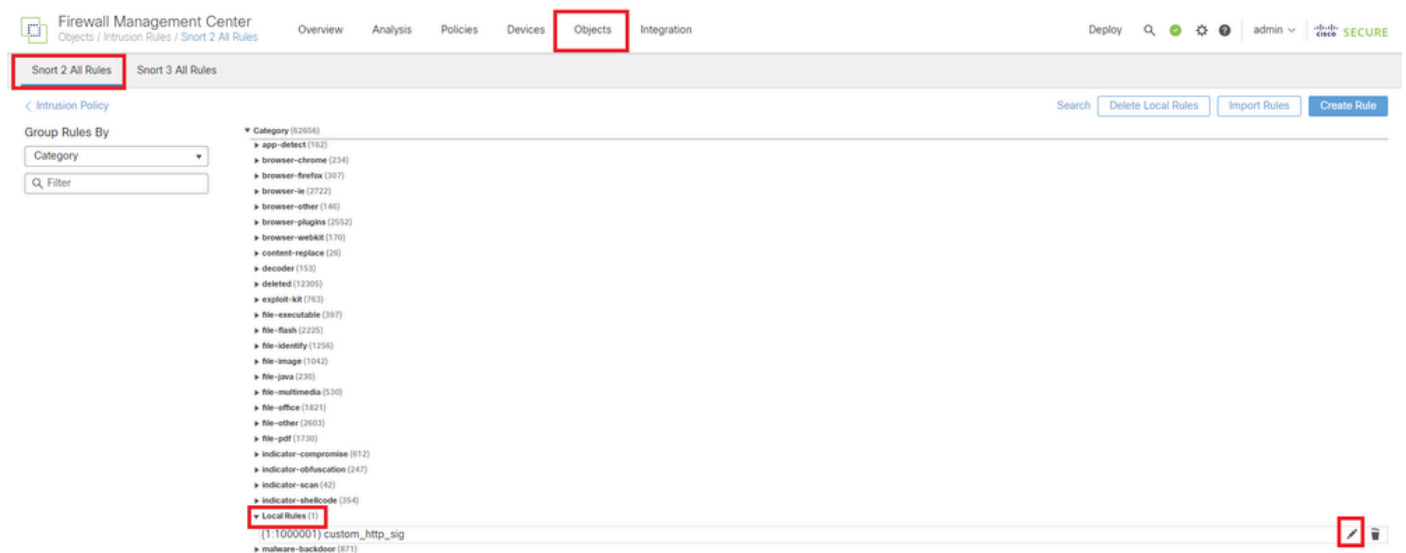 Firewall Management Center
Objects / Intrusion Rules / Snort 2 All Rules
Overview Analysis Policies Devices Objects Integration
Deploy admin cisco SECURE
Snort 2 All Rules Snort 3 All Rules
< Intrusion Policy
Search Delete Local Rules Import Rules Create Rule
Group Rules By
Category
Filter
Category (62656)
app-detect (162)
browser-chrome (234)
browser-firefox (307)
browser-ie (2722)
browser-other (146)
browser-plugins (2552)
browser-webkit (170)
content-replace (26)
decoder (153)
deleted (12305)
exploit-kit (763)
file-executable (397)
file-flash (2225)
file-identify (1256)
file-image (1042)
file-java (230)
file-multimedia (530)
file-office (1821)
file-other (2603)
file-pdf (1730)
indicator-compromise (612)
indicator-obfuscation (247)
indicator-scan (42)
indicator-shellcode (354)
Local Rules (1)
(1:1000001) custom_http_sig
malware-backdoor (871)